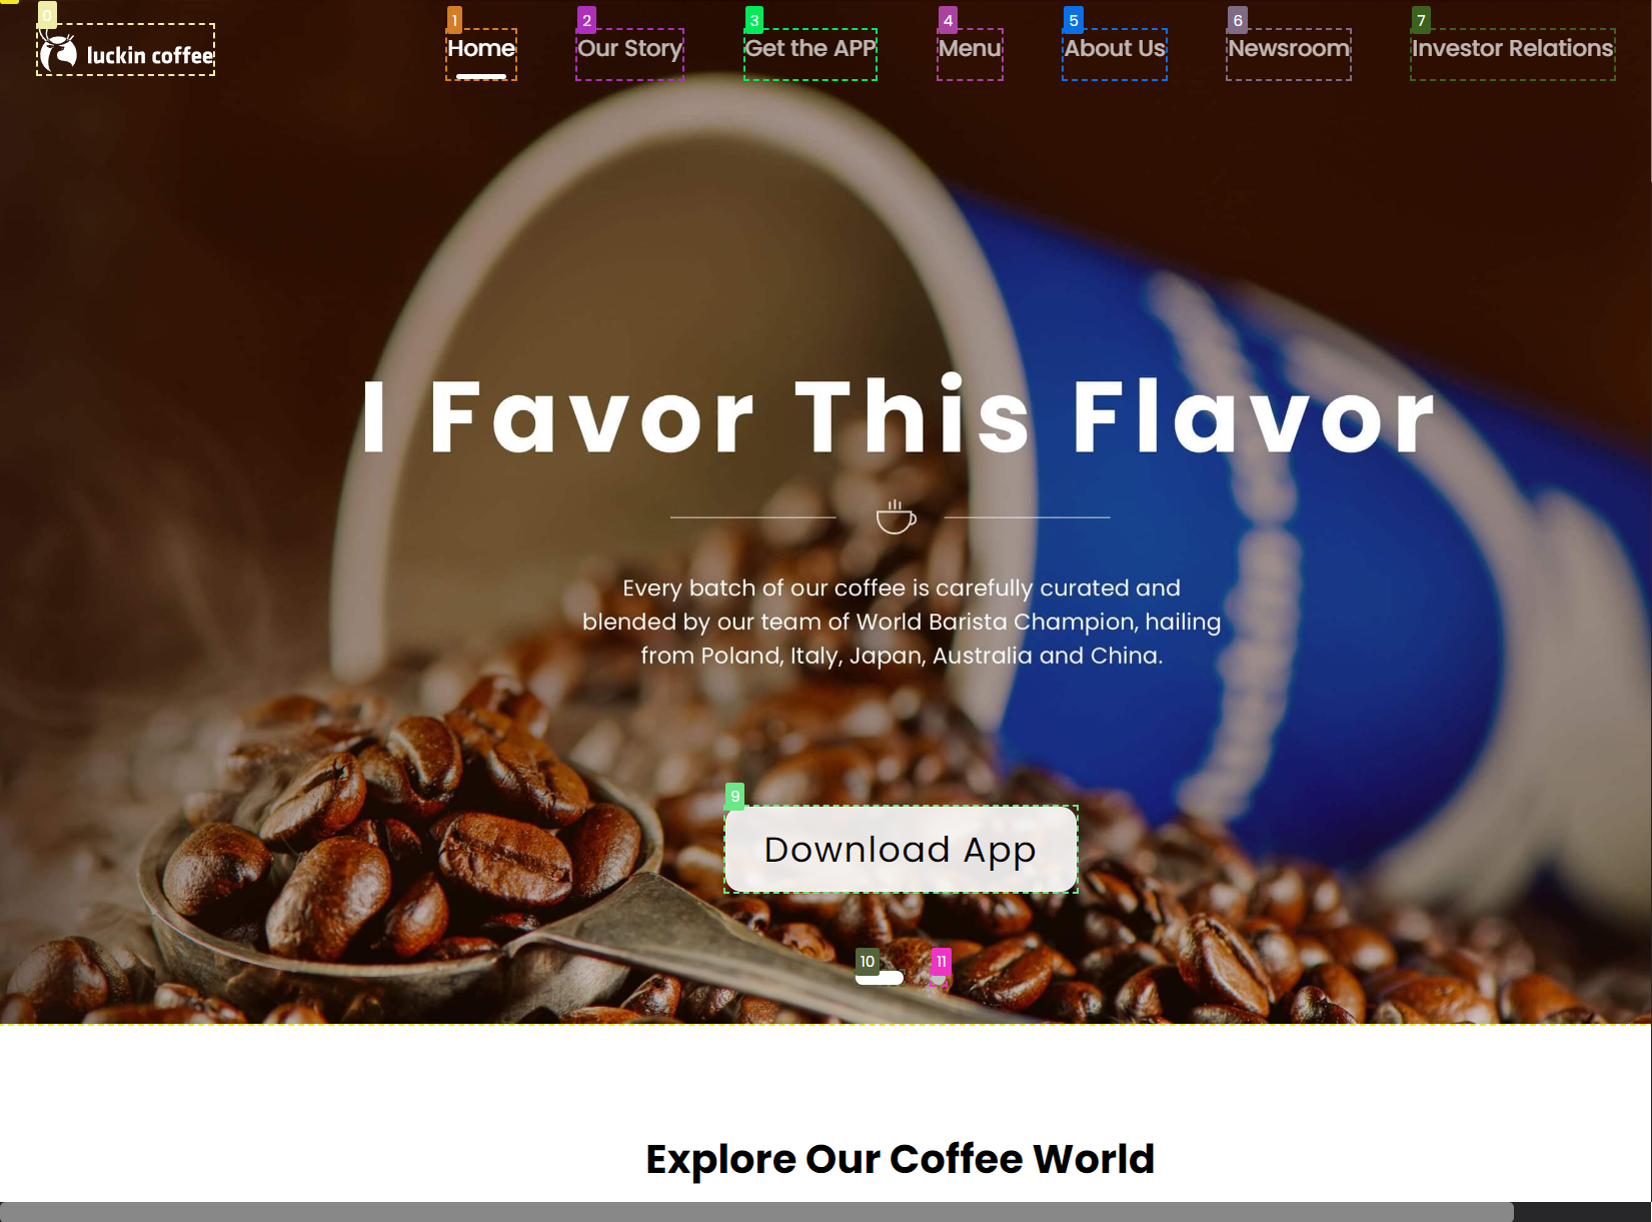 0
1
2
3
4
5
6
7
luckin coffee
Home
Our Story
Get the APP
Menu
About Us
Newsroom
Investor Relations
I Favor This Flavor
Every batch of our coffee is carefully curated and
blended by our team of World Barista Champion, hailing
from Poland, Italy, Japan, Australia and China.
9
Download App
10
11
Explore Our Coffee World